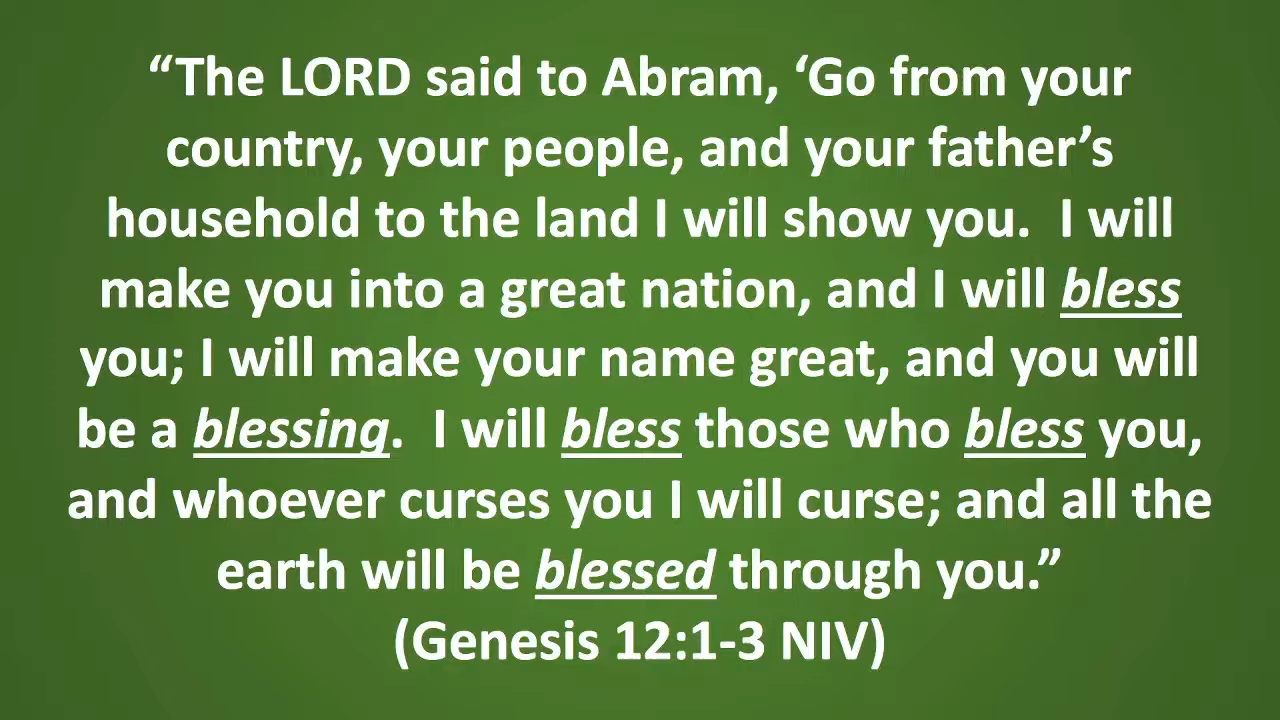 “The LORD said to Abram, ‘Go from your
country, your people, and your father’s
household to the land I will show you.  I will
make you into a great nation, and I will bless
you; I will make your name great, and you will
be a blessing.  I will bless those who bless you,
and whoever curses you I will curse; and all the
earth will be blessed through you.”
(Genesis 12:1-3 NIV)